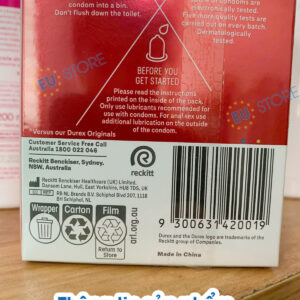 condom into a bin.
Don't flush down the toilet.
of condoms are
electronically tested.
Five more quality tests are
carried out on every batch.
Dermatologically
tested.
EU. STORE
EU. STORE
BEFORE YOU
GET STARTED
Please read the instructions
printed on the inside of the pack.
Only use lubricants recommended for
use with condoms. For anal sex use
additional lubrication on the outside
of the condom.
*Versus our Durex Originals
Customer Service Free Call
Australia 1800 022 046
Reckitt Benckiser, Sydney,
NSW, Australia
reckitt
Reckitt Benckiser Healthcare (UK) Limited,
Dansom Lane, Hull, East Yorkshire, HU8 7DS, UK
RB NL Brands B.V. Schiphol Blvd 207, 1118
BH Schiphol, NL
Wrapper
Carton
Film
Return to Store
arl.org.au
9 300631 420019
Durex and the Durex logo are trademarks of the
Reckitt group of Companies.
Made in China